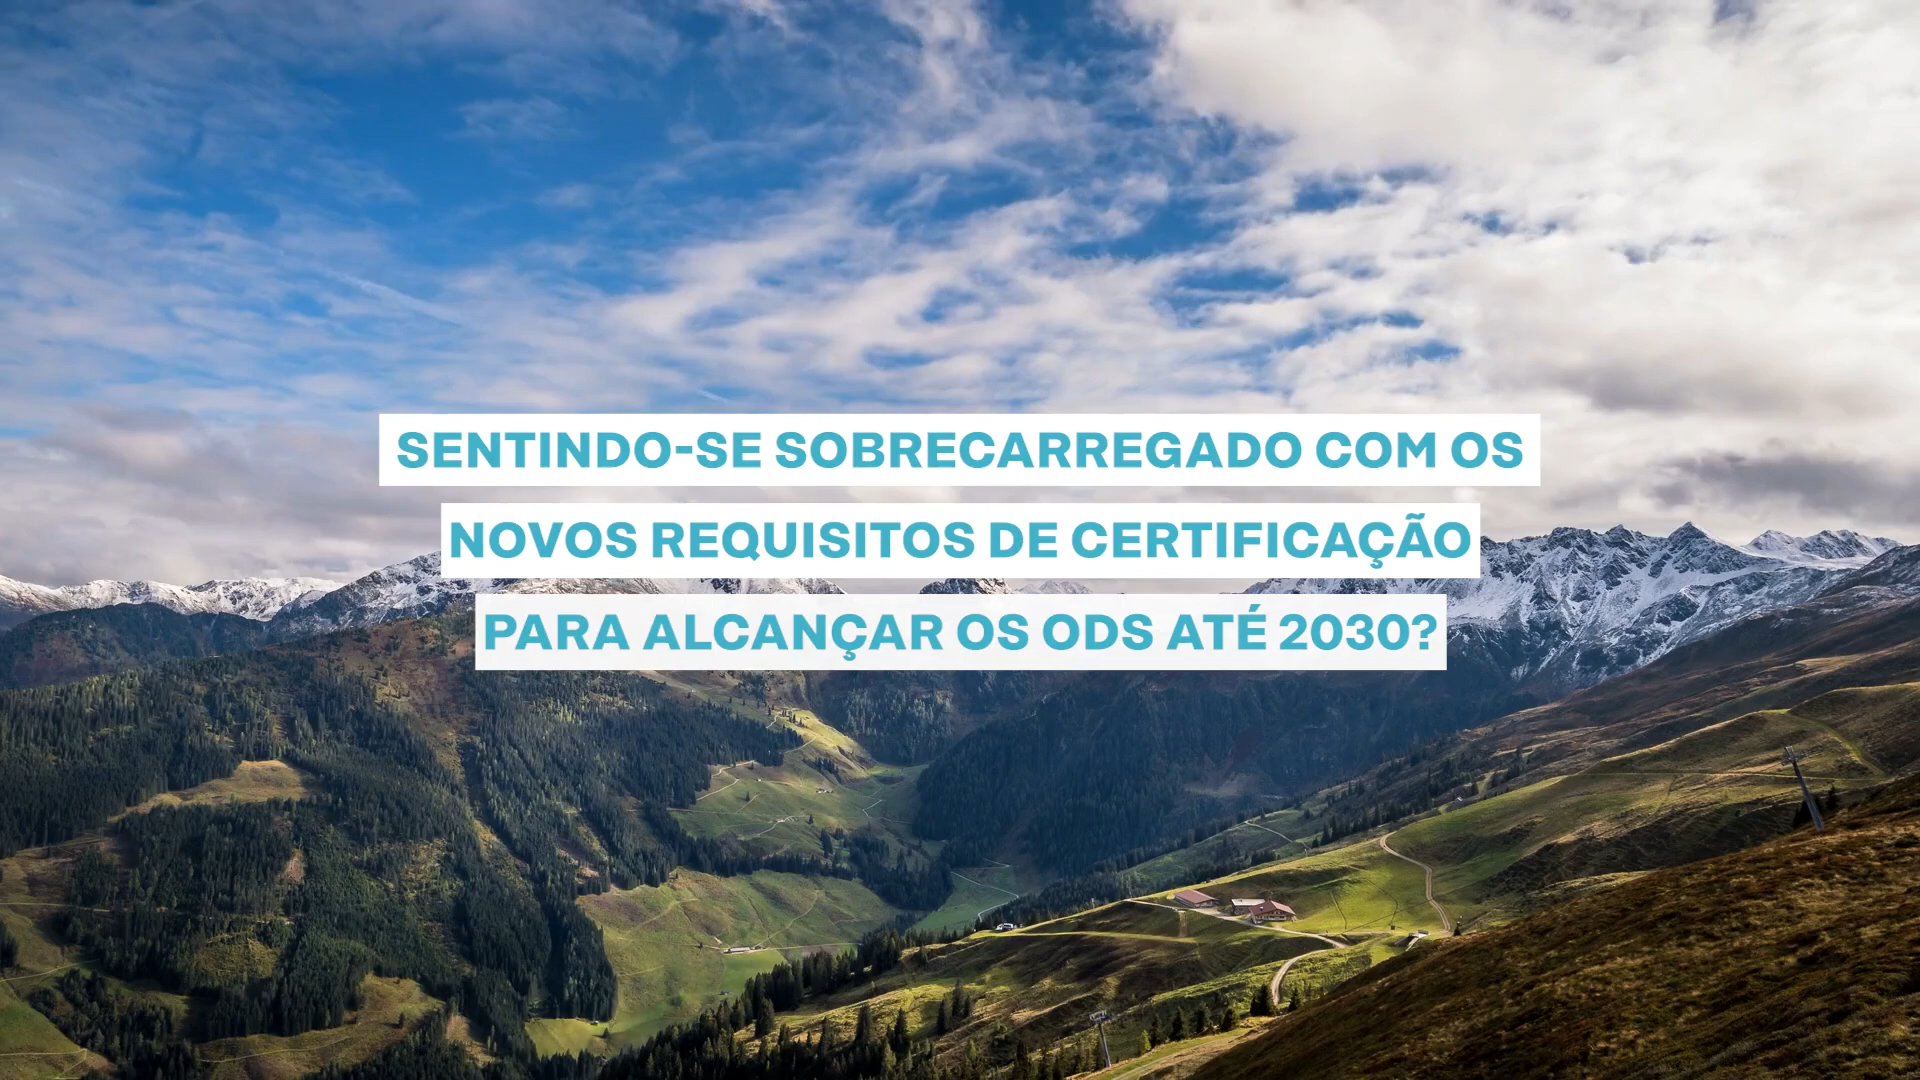 SENTINDO-SE SOBRECARREGADO COM OS
NOVOS REQUISITOS DE CERTIFICAÇÃO
PARA ALCANÇAR OS ODS ATÉ 2030?